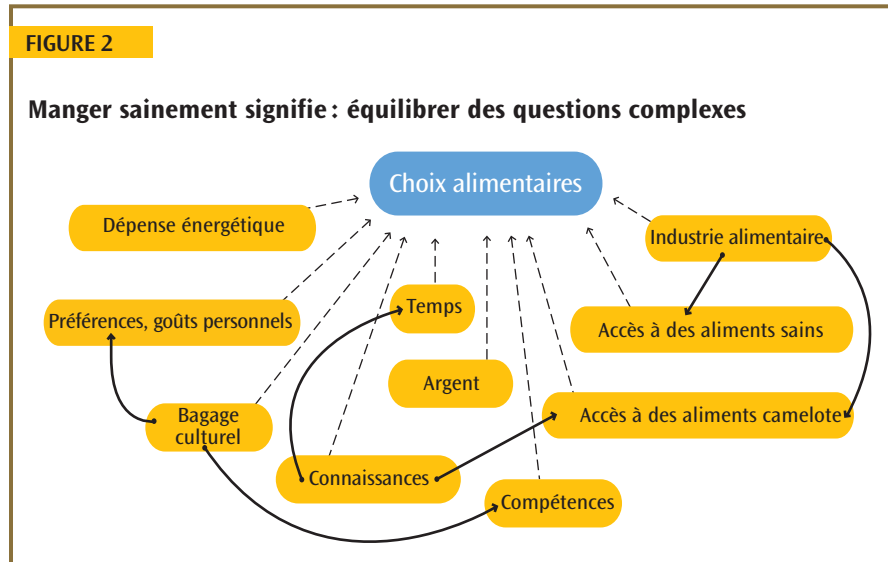 FIGURE 2
Manger sainement signifie : équilibrer des questions complexes
Choix alimentaires
Dépense énergétique
Industrie alimentaire
Préférences, goûts personnels
Temps
Accès à des aliments sains
Argent
Bagage
culturel
Accès à des aliments camelote
Connaissances
Compétences